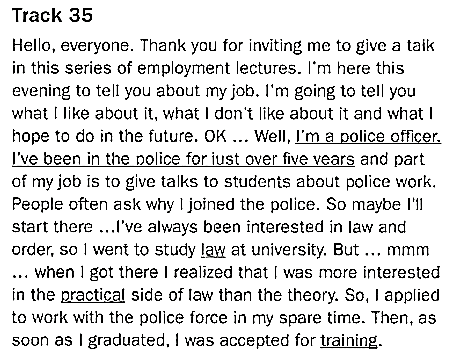 Track 35
Hello, everyone. Thank you for inviting me to give a talk
in this series of employment lectures. I'm here this
evening to tell you about my job. I'm going to tell you
what I like about it, what I don't like about it and what I
hope to do in the future. OK ... Well, I'm a police officer.
I've been in the police for just over five years and part
of my job is to give talks to students about police work.
People often ask why I joined the police. So maybe I'll
start there ...I've always been interested in law and
order, so I went to study law at university. But ... mmm
... when I got there I realized that I was more interested
in the practical side of law than the theory. So, I applied
to work with the police force in my spare time. Then, as
soon as I graduated, I was accepted for training.